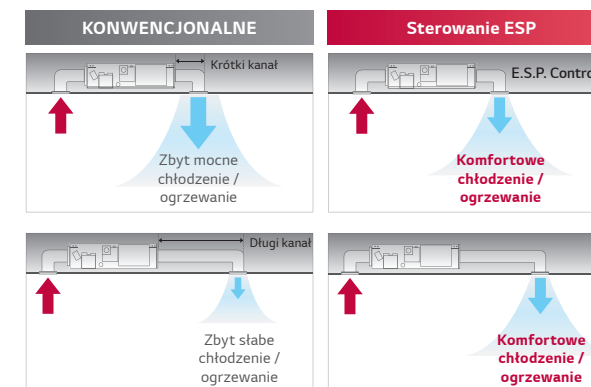 KONWENCJONALNE
Sterowanie ESP
Krótki kanał
E.S.P. Contro
Zbyt mocne
chłodzenie /
ogrzewanie
Komfortowe
chłodzenie /
ogrzewanie
Długi kanał
Zbyt słabe
chłodzenie /
ogrzewanie
Komfortowe
chłodzenie /
ogrzewanie